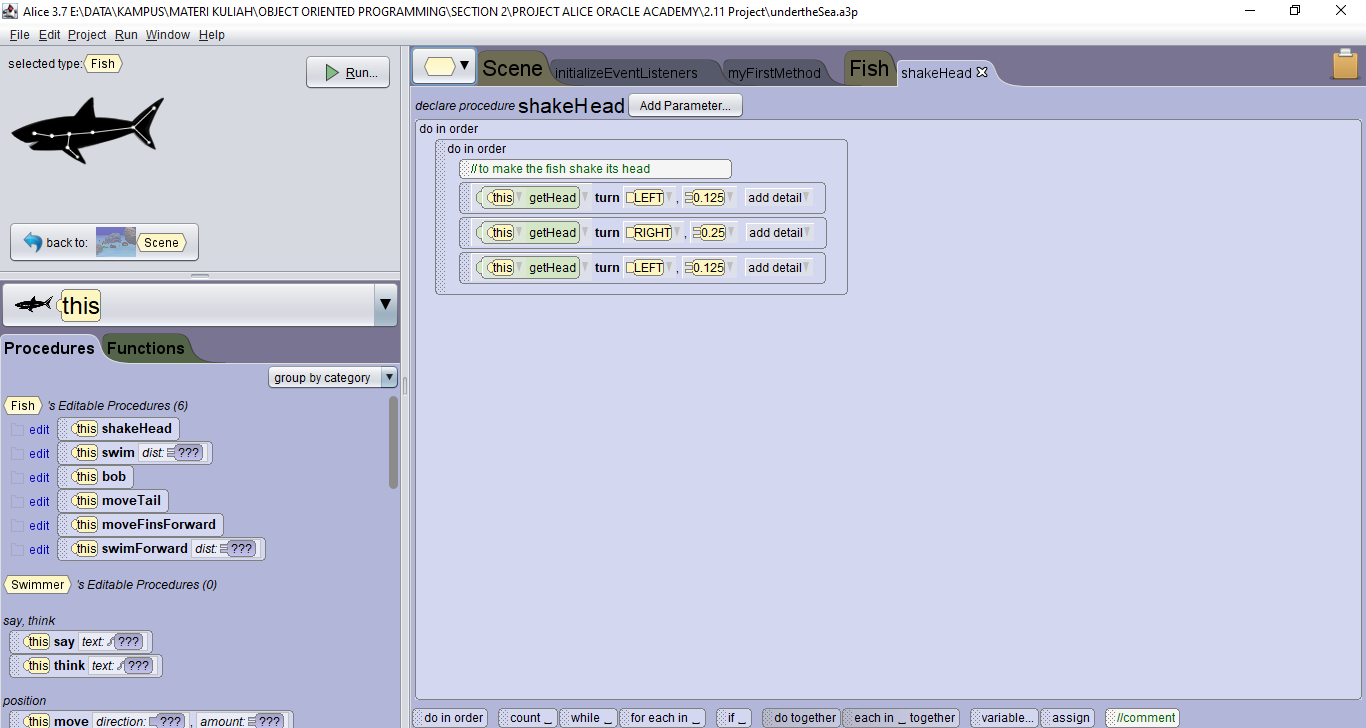 Alice 3.7 E:\DATA\KAMPUS\MATERI KULIAH\OBJECT ORIENTED PROGRAMMING\SECTION 2\PROJECT ALICE ORACLE ACADEMY\2.11 Project\undertheSea.a3p
File Edit Project Run Window Help
selected type: Fish
Run...
back to: Scene
this
Procedures Functions
group by category
Fish 's Editable Procedures (6)
edit this shakeHead
edit this swim dist: ???
edit this bob
edit this moveTail
edit this moveFinsForward
edit this swimForward dist: ???
Swimmer 's Editable Procedures (0)
say, think
this say text: ???
this think text: ???
position
this move direction: ??? , amount: ???
Scene initializeEventListeners myFirstMethod Fish shakeHead
declare procedure shakeHead Add Parameter...
do in order
do in order
//to make the fish shake its head
this getHead turn LEFT , 0.125 add detail
this getHead turn RIGHT , 0.25 add detail
this getHead turn LEFT , 0.125 add detail
do in order count _ while _ for each in _ if _ do together each in _ together variable... assign //comment